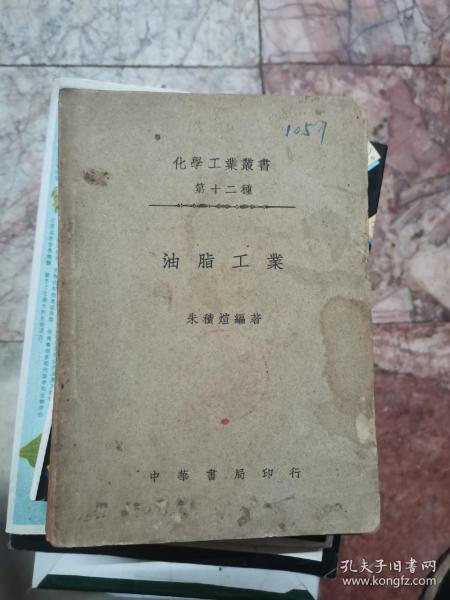 1057
化學工業叢書
第十二種
油脂工業
朱積煊編著
中華書局印行
孔夫子旧书网
www.kongfz.com